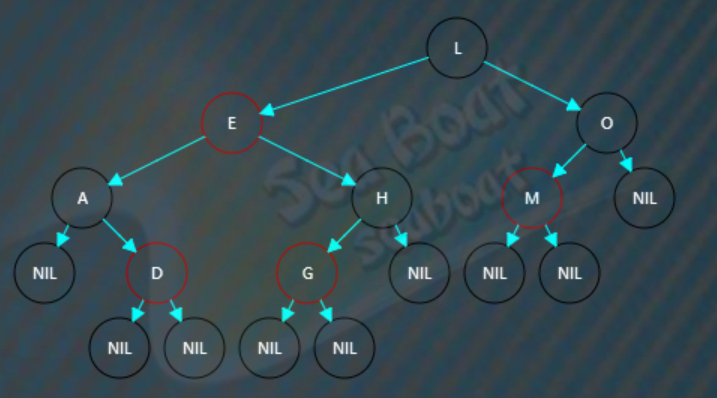 L
E O
A H M NIL
NIL D G NIL NIL NIL
NIL NIL NIL NIL
Sea Boat
seaboat